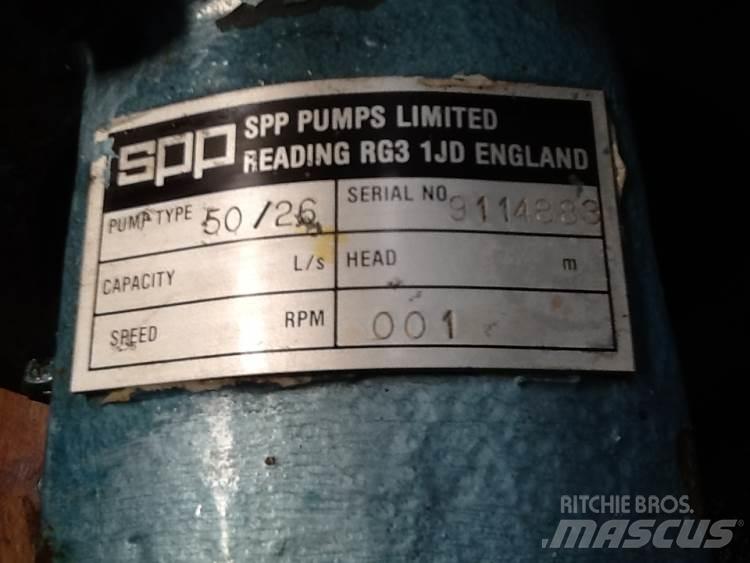 spp SPP PUMPS LIMITED
READING RG3 1JD ENGLAND
PUMP TYPE 50/26 SERIAL NO 9114883
CAPACITY L/s HEAD m
SPEED RPM 001
RITCHIE BROS.
MASCUS